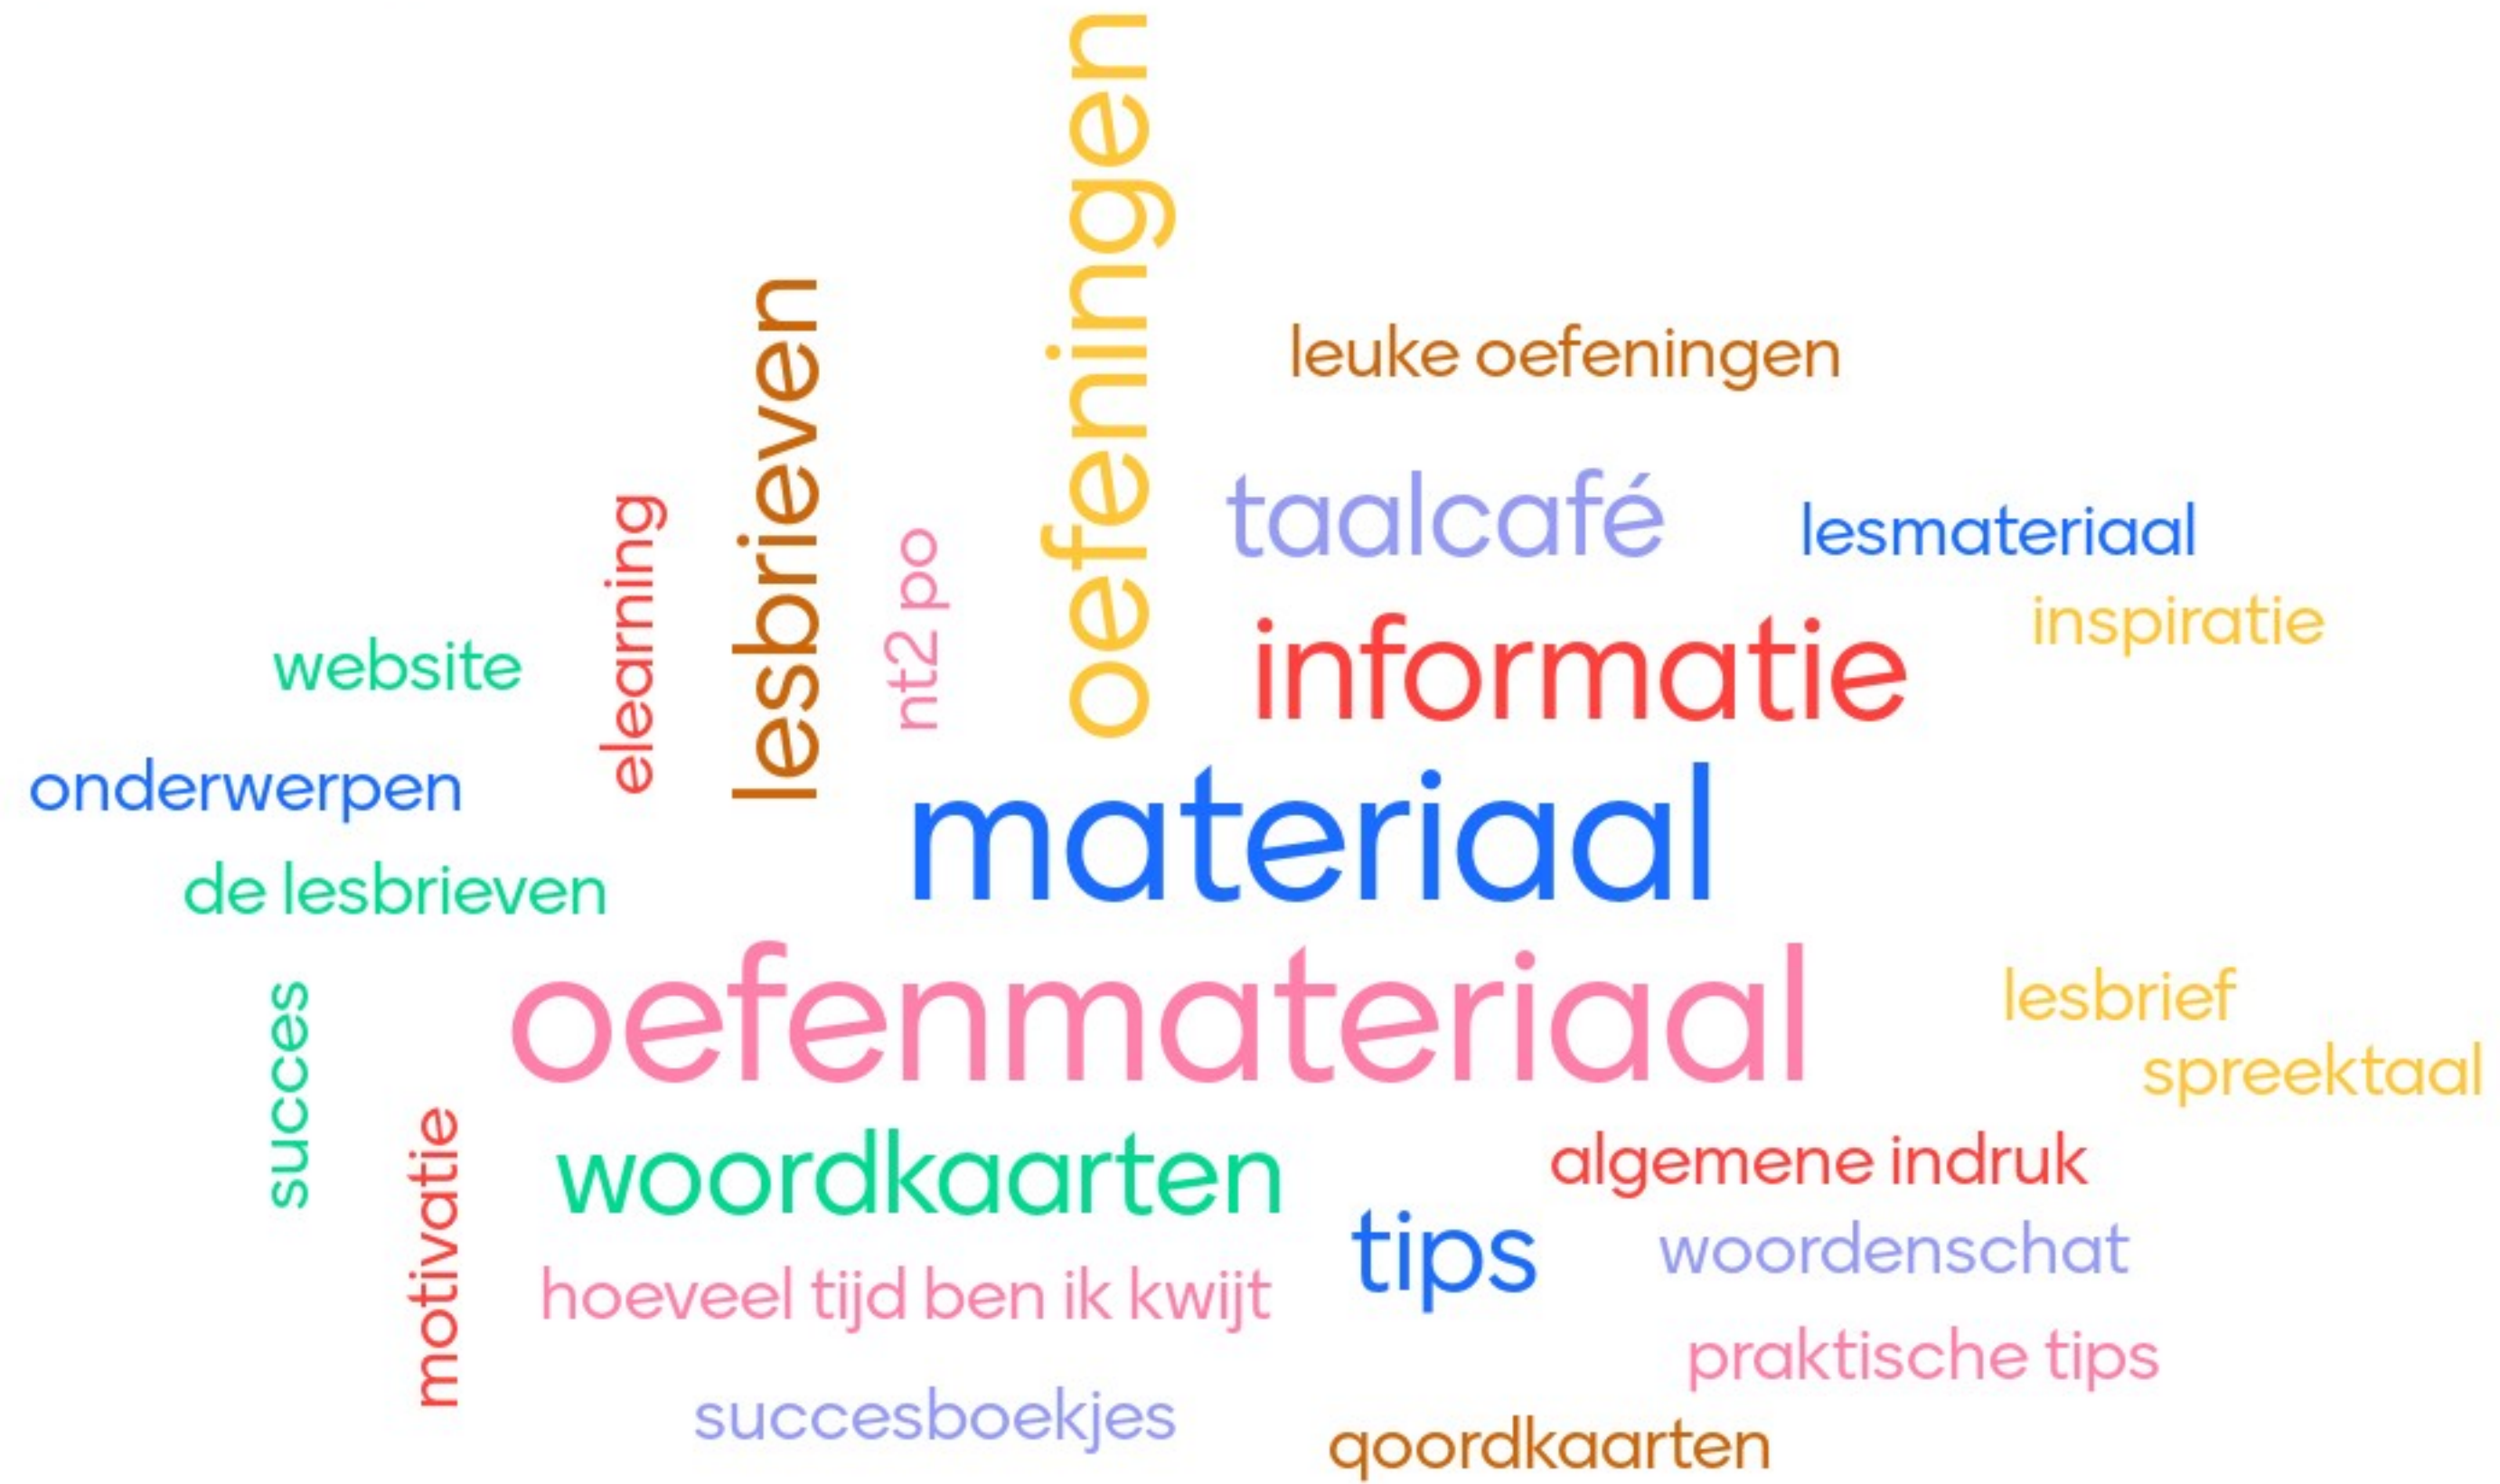 oefeningen
lesbrieven
leuke oefeningen
taalcafé
lesmateriaal
elearning
nt2 po
inspiratie
informatie
website
onderwerpen
materiaal
de lesbrieven
oefenmateriaal
lesbrief
succes
spreektaal
motivatie
woordkaarten
algemene indruk
tips
woordenschat
hoeveel tijd ben ik kwijt
praktische tips
succesboekjes
qoordkaarten